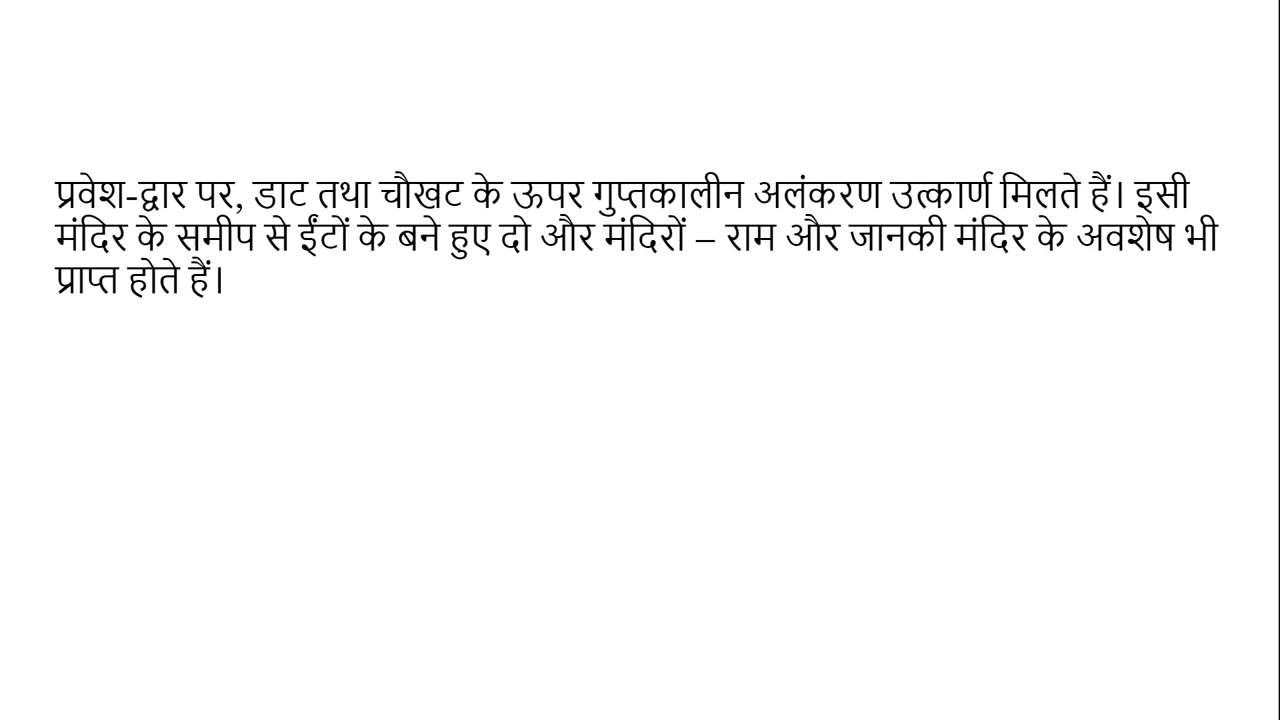 प्रवेश-द्वार पर, डाट तथा चौखट के ऊपर गुप्तकालीन अलंकरण उत्कार्ण मिलते हैं। इसी
मंदिर के समीप से ईंटों के बने हुए दो और मंदिरों – राम और जानकी मंदिर के अवशेष भी
प्राप्त होते हैं।